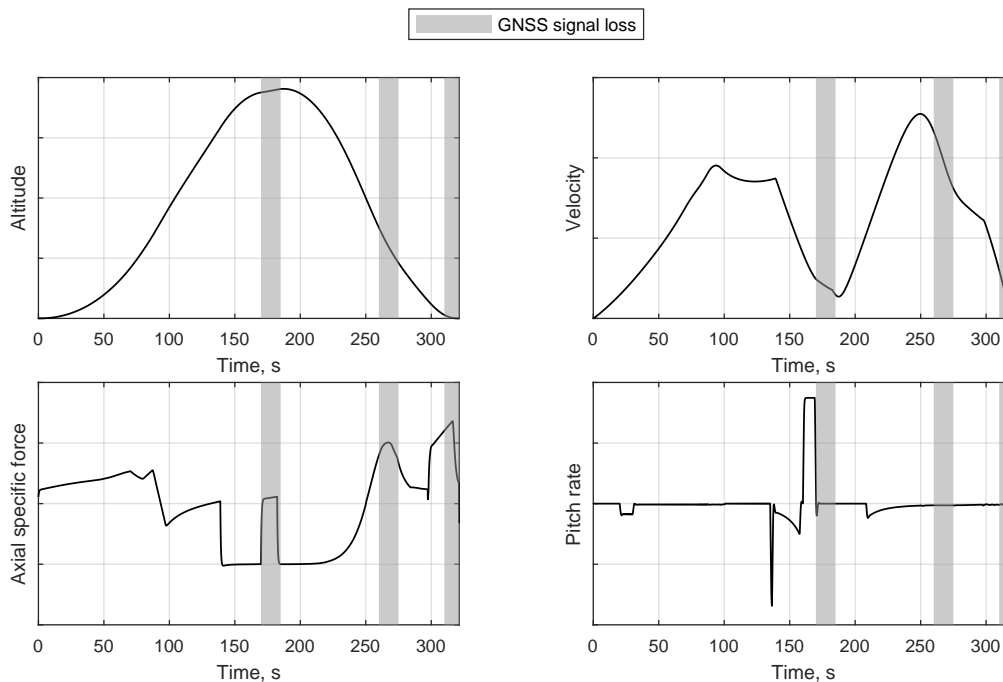 GNSS signal loss
Altitude
0 50 100 150 200 250 300
Time, s
Velocity
0 50 100 150 200 250 300
Time, s
Axial specific force
0 50 100 150 200 250 300
Time, s
Pitch rate
0 50 100 150 200 250 300
Time, s